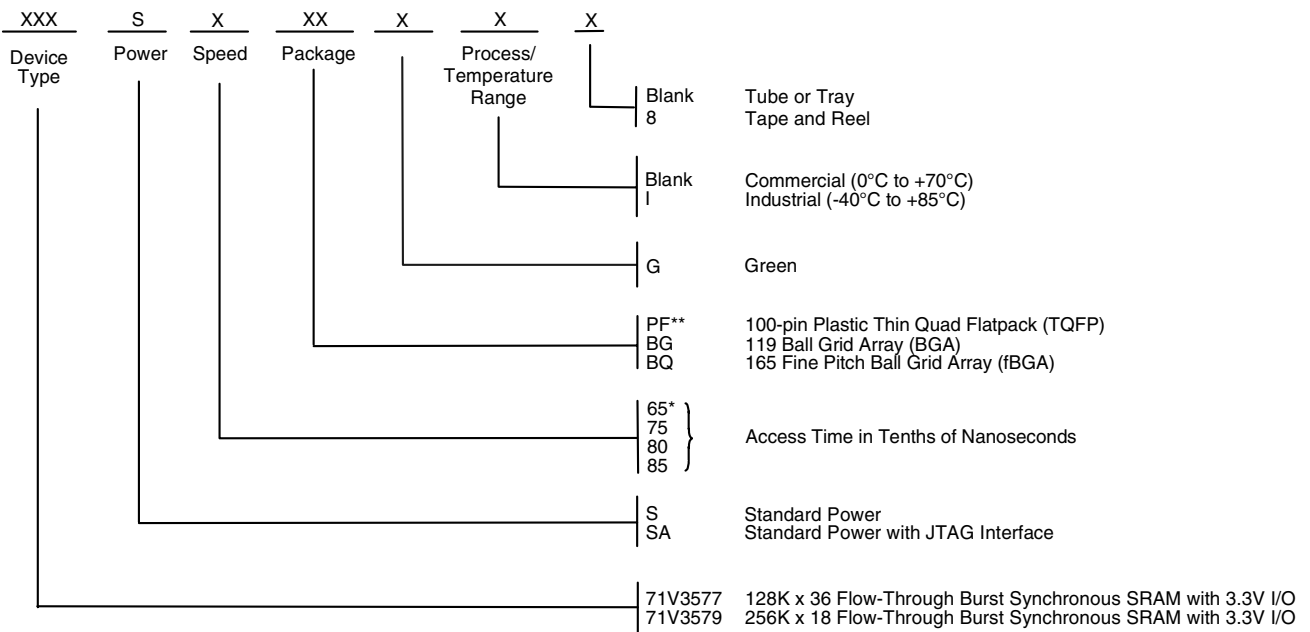 XXX S X XX X X X
Device Type
Power
Speed
Package
Process/
Temperature
Range
Blank Tube or Tray
8 Tape and Reel
Blank Commercial (0°C to +70°C)
I Industrial (-40°C to +85°C)
G Green
PF** 100-pin Plastic Thin Quad Flatpack (TQFP)
BG 119 Ball Grid Array (BGA)
BQ 165 Fine Pitch Ball Grid Array (fBGA)
65*
75
80
85
Access Time in Tenths of Nanoseconds
S Standard Power
SA Standard Power with JTAG Interface
71V3577 128K x 36 Flow-Through Burst Synchronous SRAM with 3.3V I/O
71V3579 256K x 18 Flow-Through Burst Synchronous SRAM with 3.3V I/O